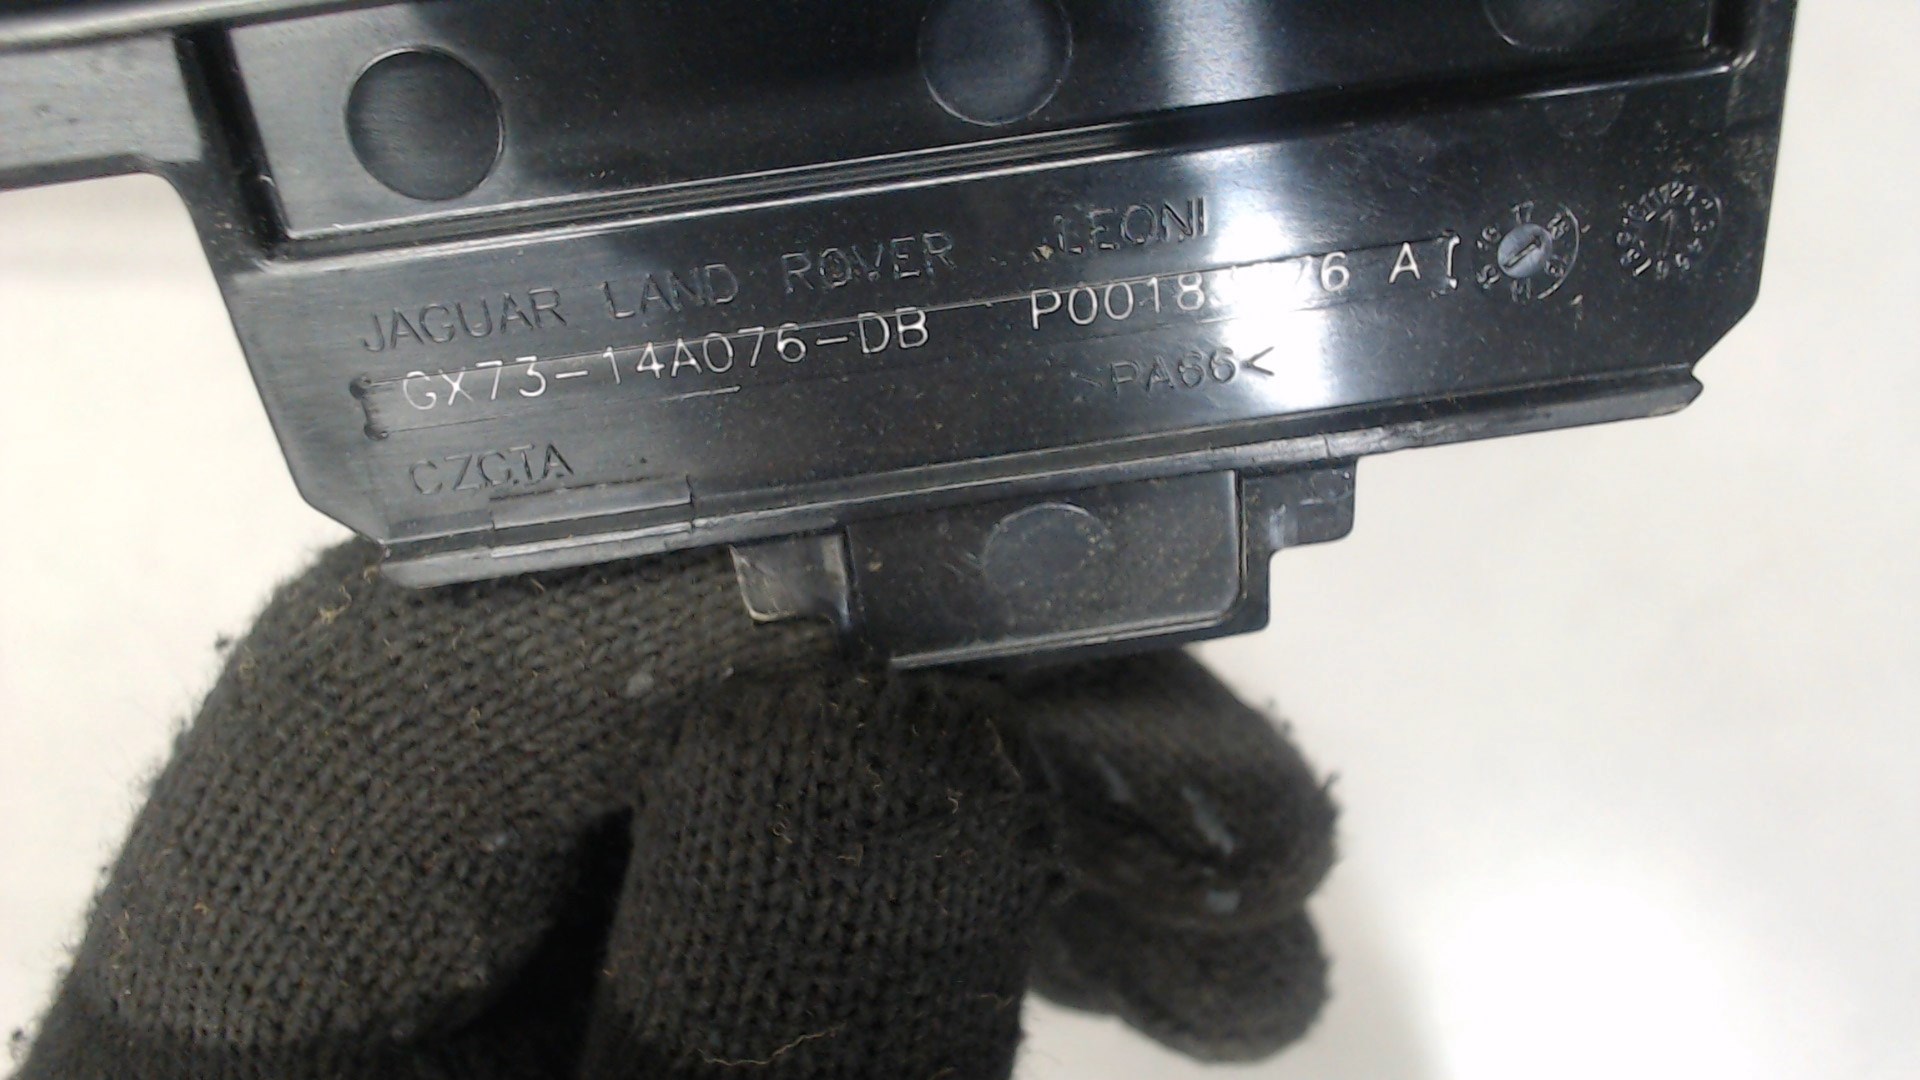 JAGUAR LAND ROVER LEONI
GX73-14A076-DB A
>PA66<
CZCTA